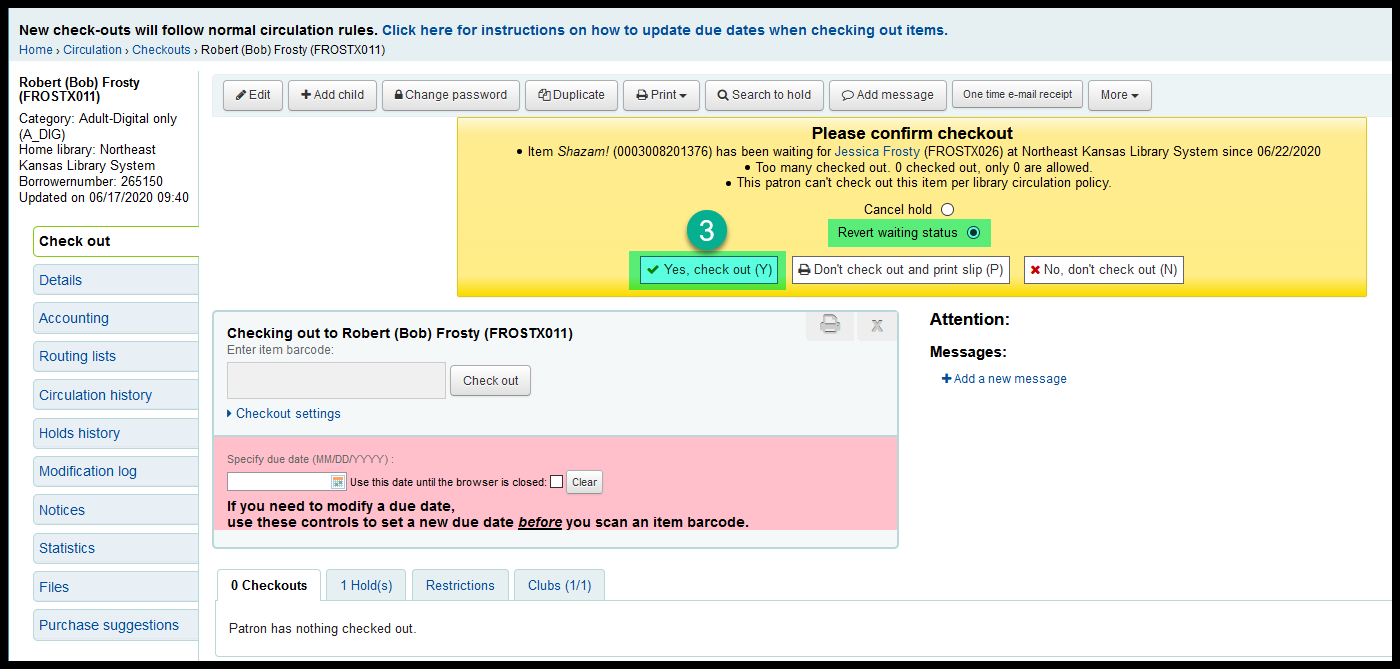 New check-outs will follow normal circulation rules. Click here for instructions on how to update due dates when checking out items.
Home › Circulation › Checkouts › Robert (Bob) Frosty (FROSTX011)
Robert (Bob) Frosty
(FROSTX011)
Category: Adult-Digital only
(A_DIG)
Home library: Northeast
Kansas Library System
Borrowernumber: 265150
Updated on 06/17/2020 09:40
Check out
Details
Accounting
Routing lists
Circulation history
Holds history
Modification log
Notices
Statistics
Files
Purchase suggestions
Edit
Add child
Change password
Duplicate
Print
Search to hold
Add message
One time e-mail receipt
More
Please confirm checkout
• Item Shazam! (0003008201376) has been waiting for Jessica Frosty (FROSTX026) at Northeast Kansas Library System since 06/22/2020
• Too many checked out. 0 checked out, only 0 are allowed.
• This patron can't check out this item per library circulation policy.
Cancel hold
Revert waiting status
3
Yes, check out (Y)
Don't check out and print slip (P)
No, don't check out (N)
Checking out to Robert (Bob) Frosty (FROSTX011)
Enter item barcode:
Check out
Checkout settings
Specify due date (MM/DD/YYYY) :
Use this date until the browser is closed:
Clear
If you need to modify a due date,
use these controls to set a new due date before you scan an item barcode.
X
Attention:
Messages:
Add a new message
0 Checkouts
1 Hold(s)
Restrictions
Clubs (1/1)
Patron has nothing checked out.